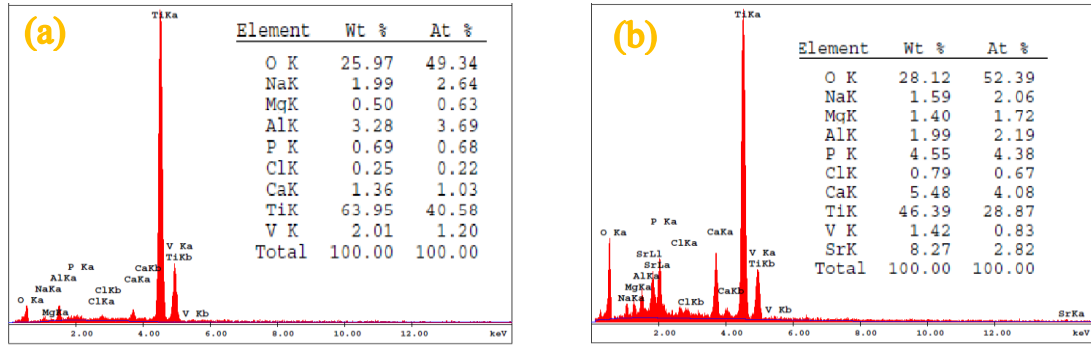 (a)
TiKa
Element Wt % At %
O K 25.97 49.34
NaK 1.99 2.64
MgK 0.50 0.63
AlK 3.28 3.69
P K 0.69 0.68
ClK 0.25 0.22
CaK 1.36 1.03
TiK 63.95 40.58
V K 2.01 1.20
Total 100.00 100.00
V Ka
TiKb
P Ka
CaKb
AlKa
CaKa
NaKa
ClKb
O Ka
ClKa
MgKa
V Kb
2.00 4.00 6.00 8.00 10.00 12.00 keV
(b)
TiKa
Element Wt % At %
O K 28.12 52.39
NaK 1.59 2.06
MgK 1.40 1.72
AlK 1.99 2.19
P K 4.55 4.38
ClK 0.79 0.67
CaK 5.48 4.08
TiK 46.39 28.87
V K 1.42 0.83
SrK 8.27 2.82
Total 100.00 100.00
P Ka
O Ka
CaKa
ClKa
V Ka
SrLl
TiKb
SrLa
AlKa
MgKa
CaKb
NaKa
ClKb
V Kb
SrKa
2.00 4.00 6.00 8.00 10.00 12.00 keV